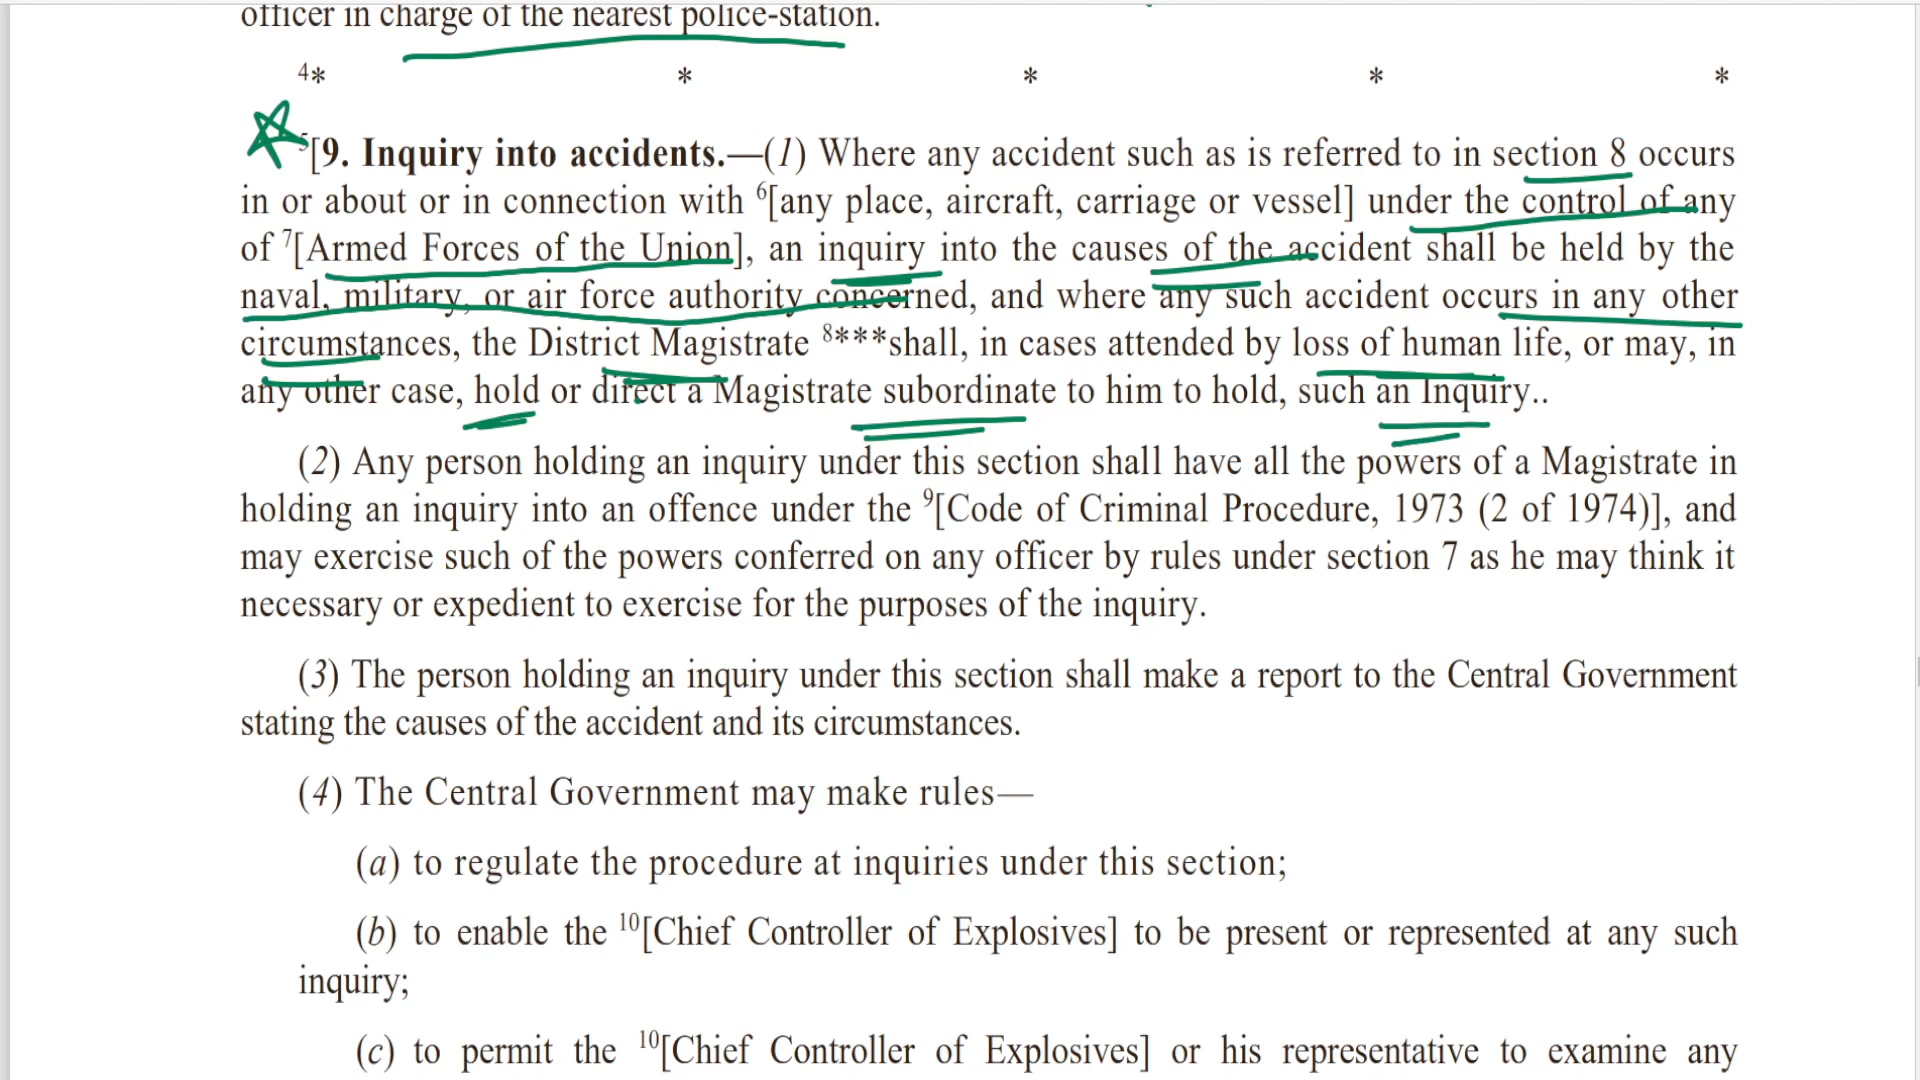 officer in charge of the nearest police-station.
4* * * * *
5[9. Inquiry into accidents.—(1) Where any accident such as is referred to in section 8 occurs
in or about or in connection with 6[any place, aircraft, carriage or vessel] under the control of any
of 7[Armed Forces of the Union], an inquiry into the causes of the accident shall be held by the
naval, military, or air force authority concerned, and where any such accident occurs in any other
circumstances, the District Magistrate 8***shall, in cases attended by loss of human life, or may, in
any other case, hold or direct a Magistrate subordinate to him to hold, such an Inquiry..
(2) Any person holding an inquiry under this section shall have all the powers of a Magistrate in
holding an inquiry into an offence under the 9[Code of Criminal Procedure, 1973 (2 of 1974)], and
may exercise such of the powers conferred on any officer by rules under section 7 as he may think it
necessary or expedient to exercise for the purposes of the inquiry.
(3) The person holding an inquiry under this section shall make a report to the Central Government
stating the causes of the accident and its circumstances.
(4) The Central Government may make rules—
(a) to regulate the procedure at inquiries under this section;
(b) to enable the 10[Chief Controller of Explosives] to be present or represented at any such
inquiry;
(c) to permit the 10[Chief Controller of Explosives] or his representative to examine any